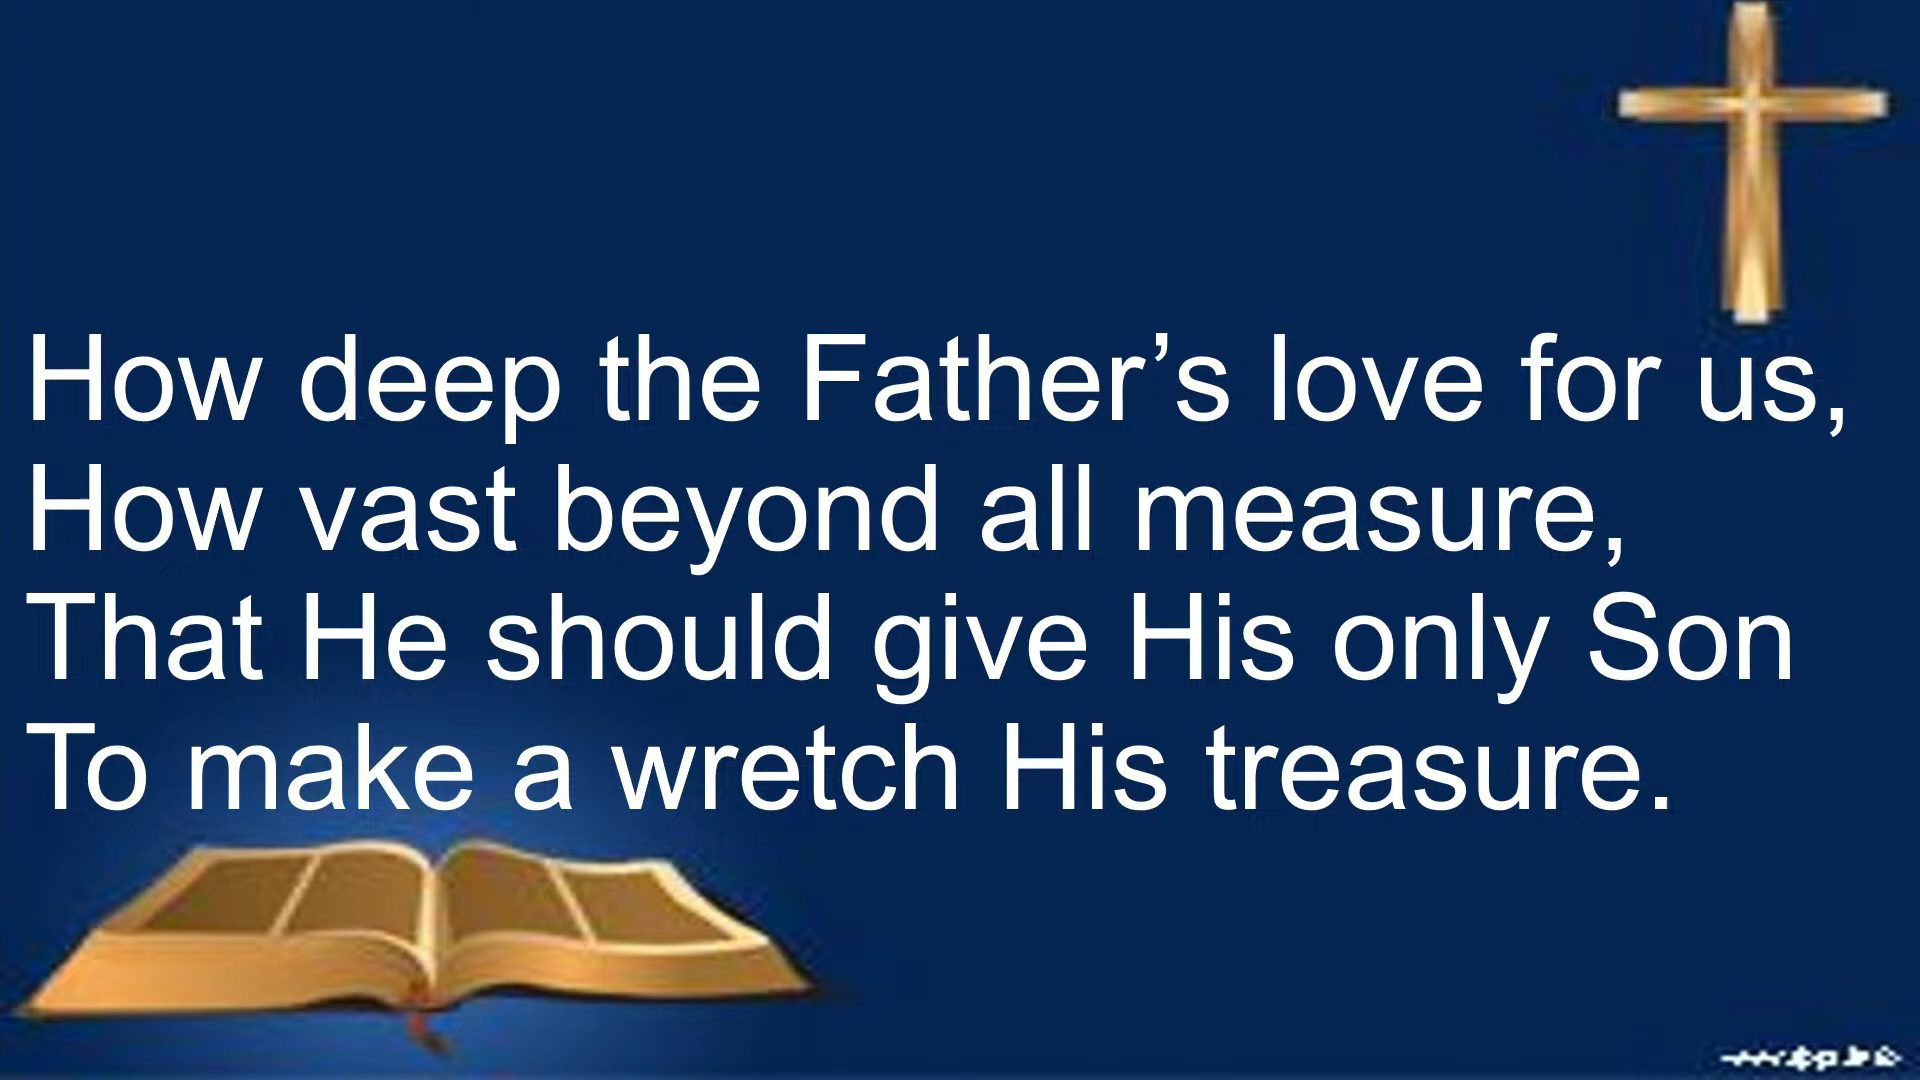 How deep the Father’s love for us,
How vast beyond all measure,
That He should give His only Son
To make a wretch His treasure.